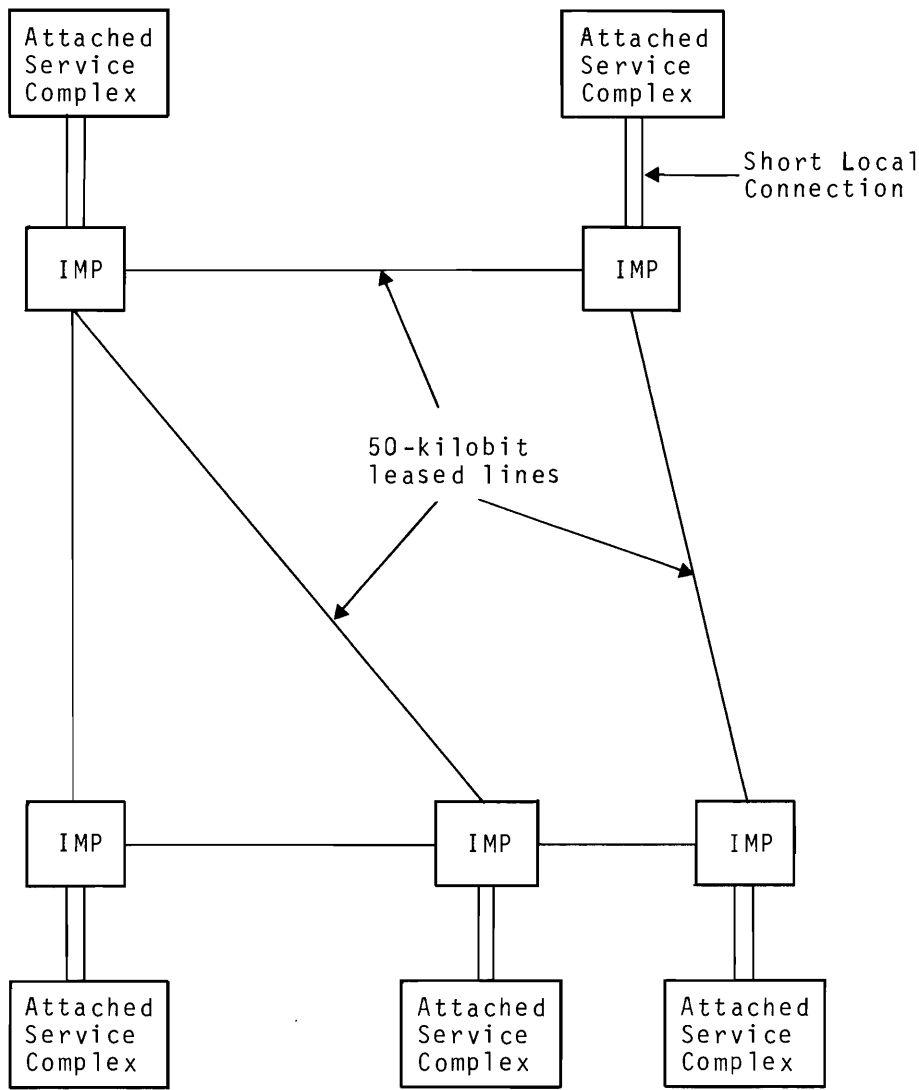 Attached
Service
Complex
Attached
Service
Complex
Short Local
Connection
IMP
IMP
50-kilobit
leased lines
IMP
IMP
IMP
Attached
Service
Complex
Attached
Service
Complex
Attached
Service
Complex